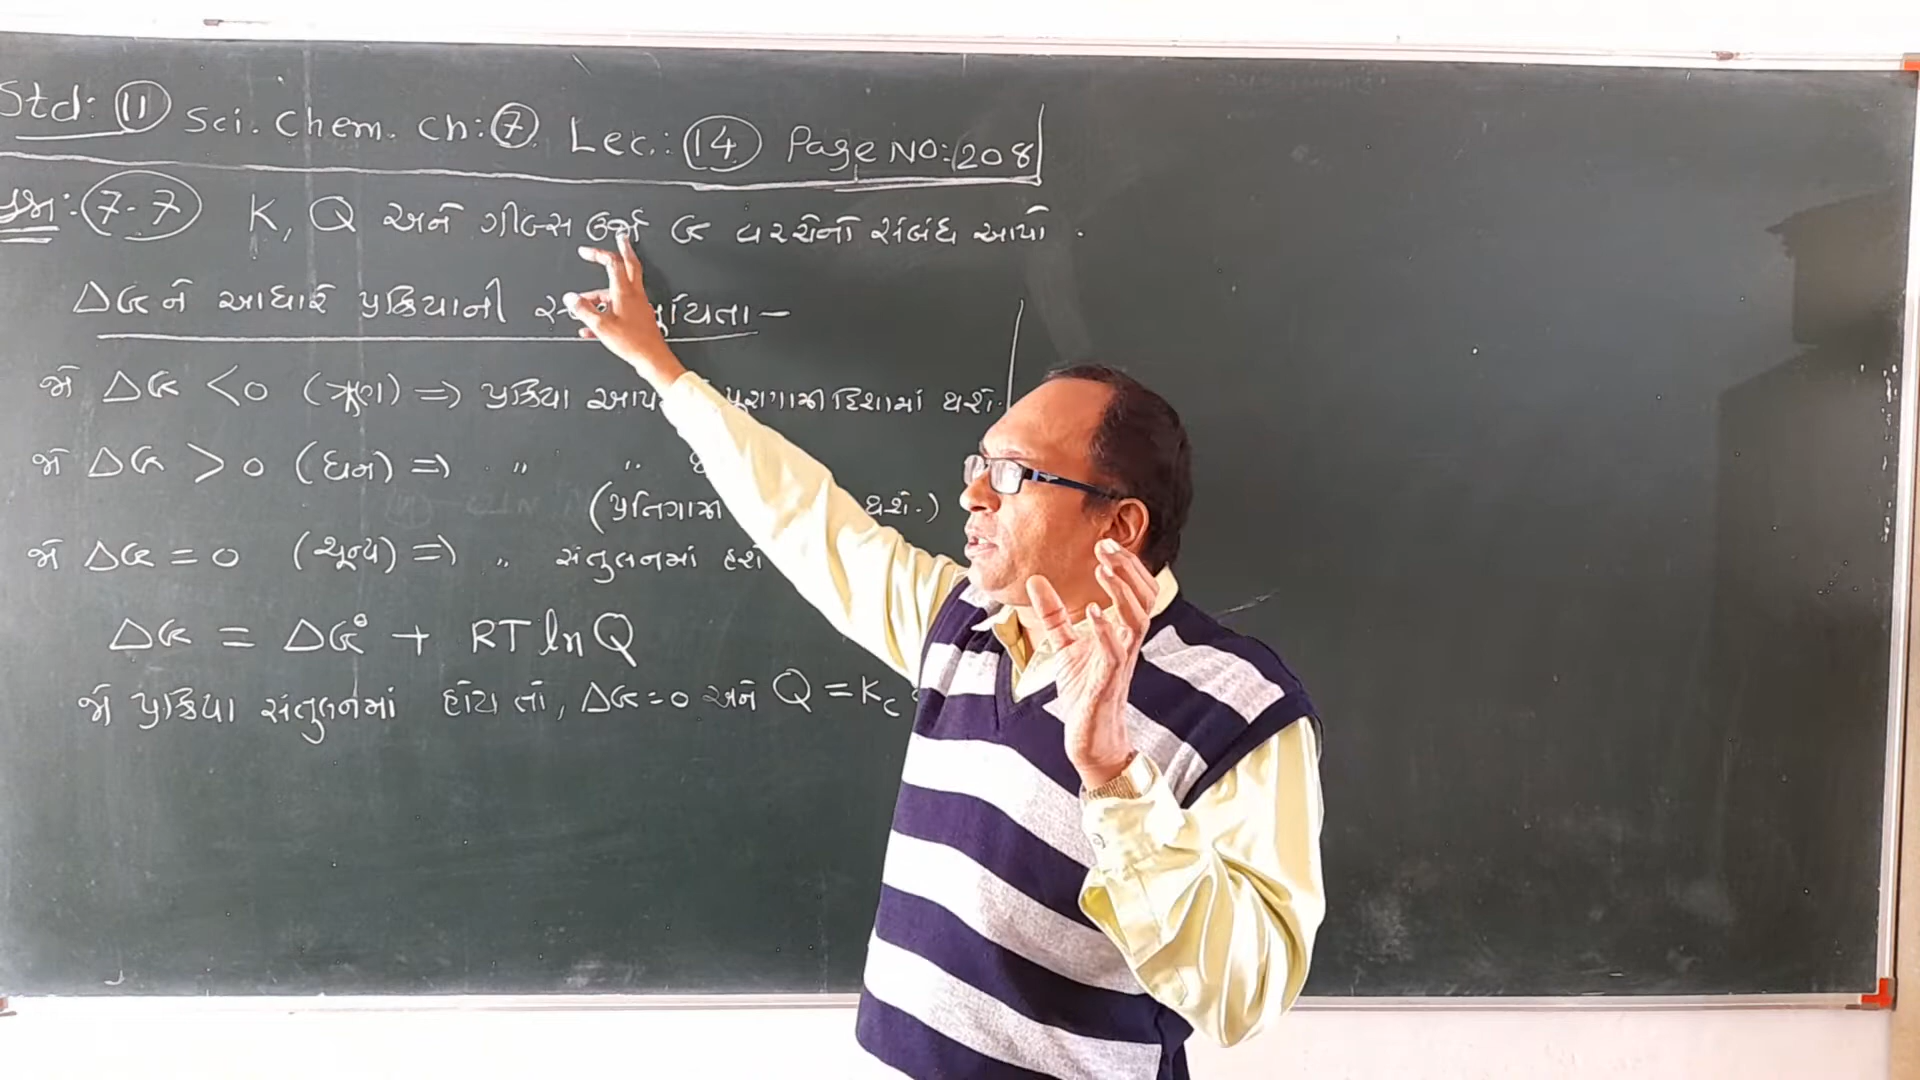 Std: 11 Sci. Chem. Ch: 7 Lec.: 14 Page No: 208
પ્રશ્ન: 7-7 K, Q અને ગીબ્સ ઉર્જા G વચ્ચેનો સંબંધ આપો.
ΔG ને આધારે પ્રક્રિયાની
જો ΔG < 0 (ઋણ) ⇒ પ્રક્રિયા પુરોગામી દિશામાં થશે.
જો ΔG > 0 (ધન) ⇒ " "
(પ્રતિગામી થશે.)
જો ΔG = 0 (શૂન્ય) ⇒ " સંતુલનમાં હશે
ΔG = ΔG° + RT ln Q
જો પ્રક્રિયા સંતુલનમાં હોય તો, ΔG = 0 અને Q = Kc